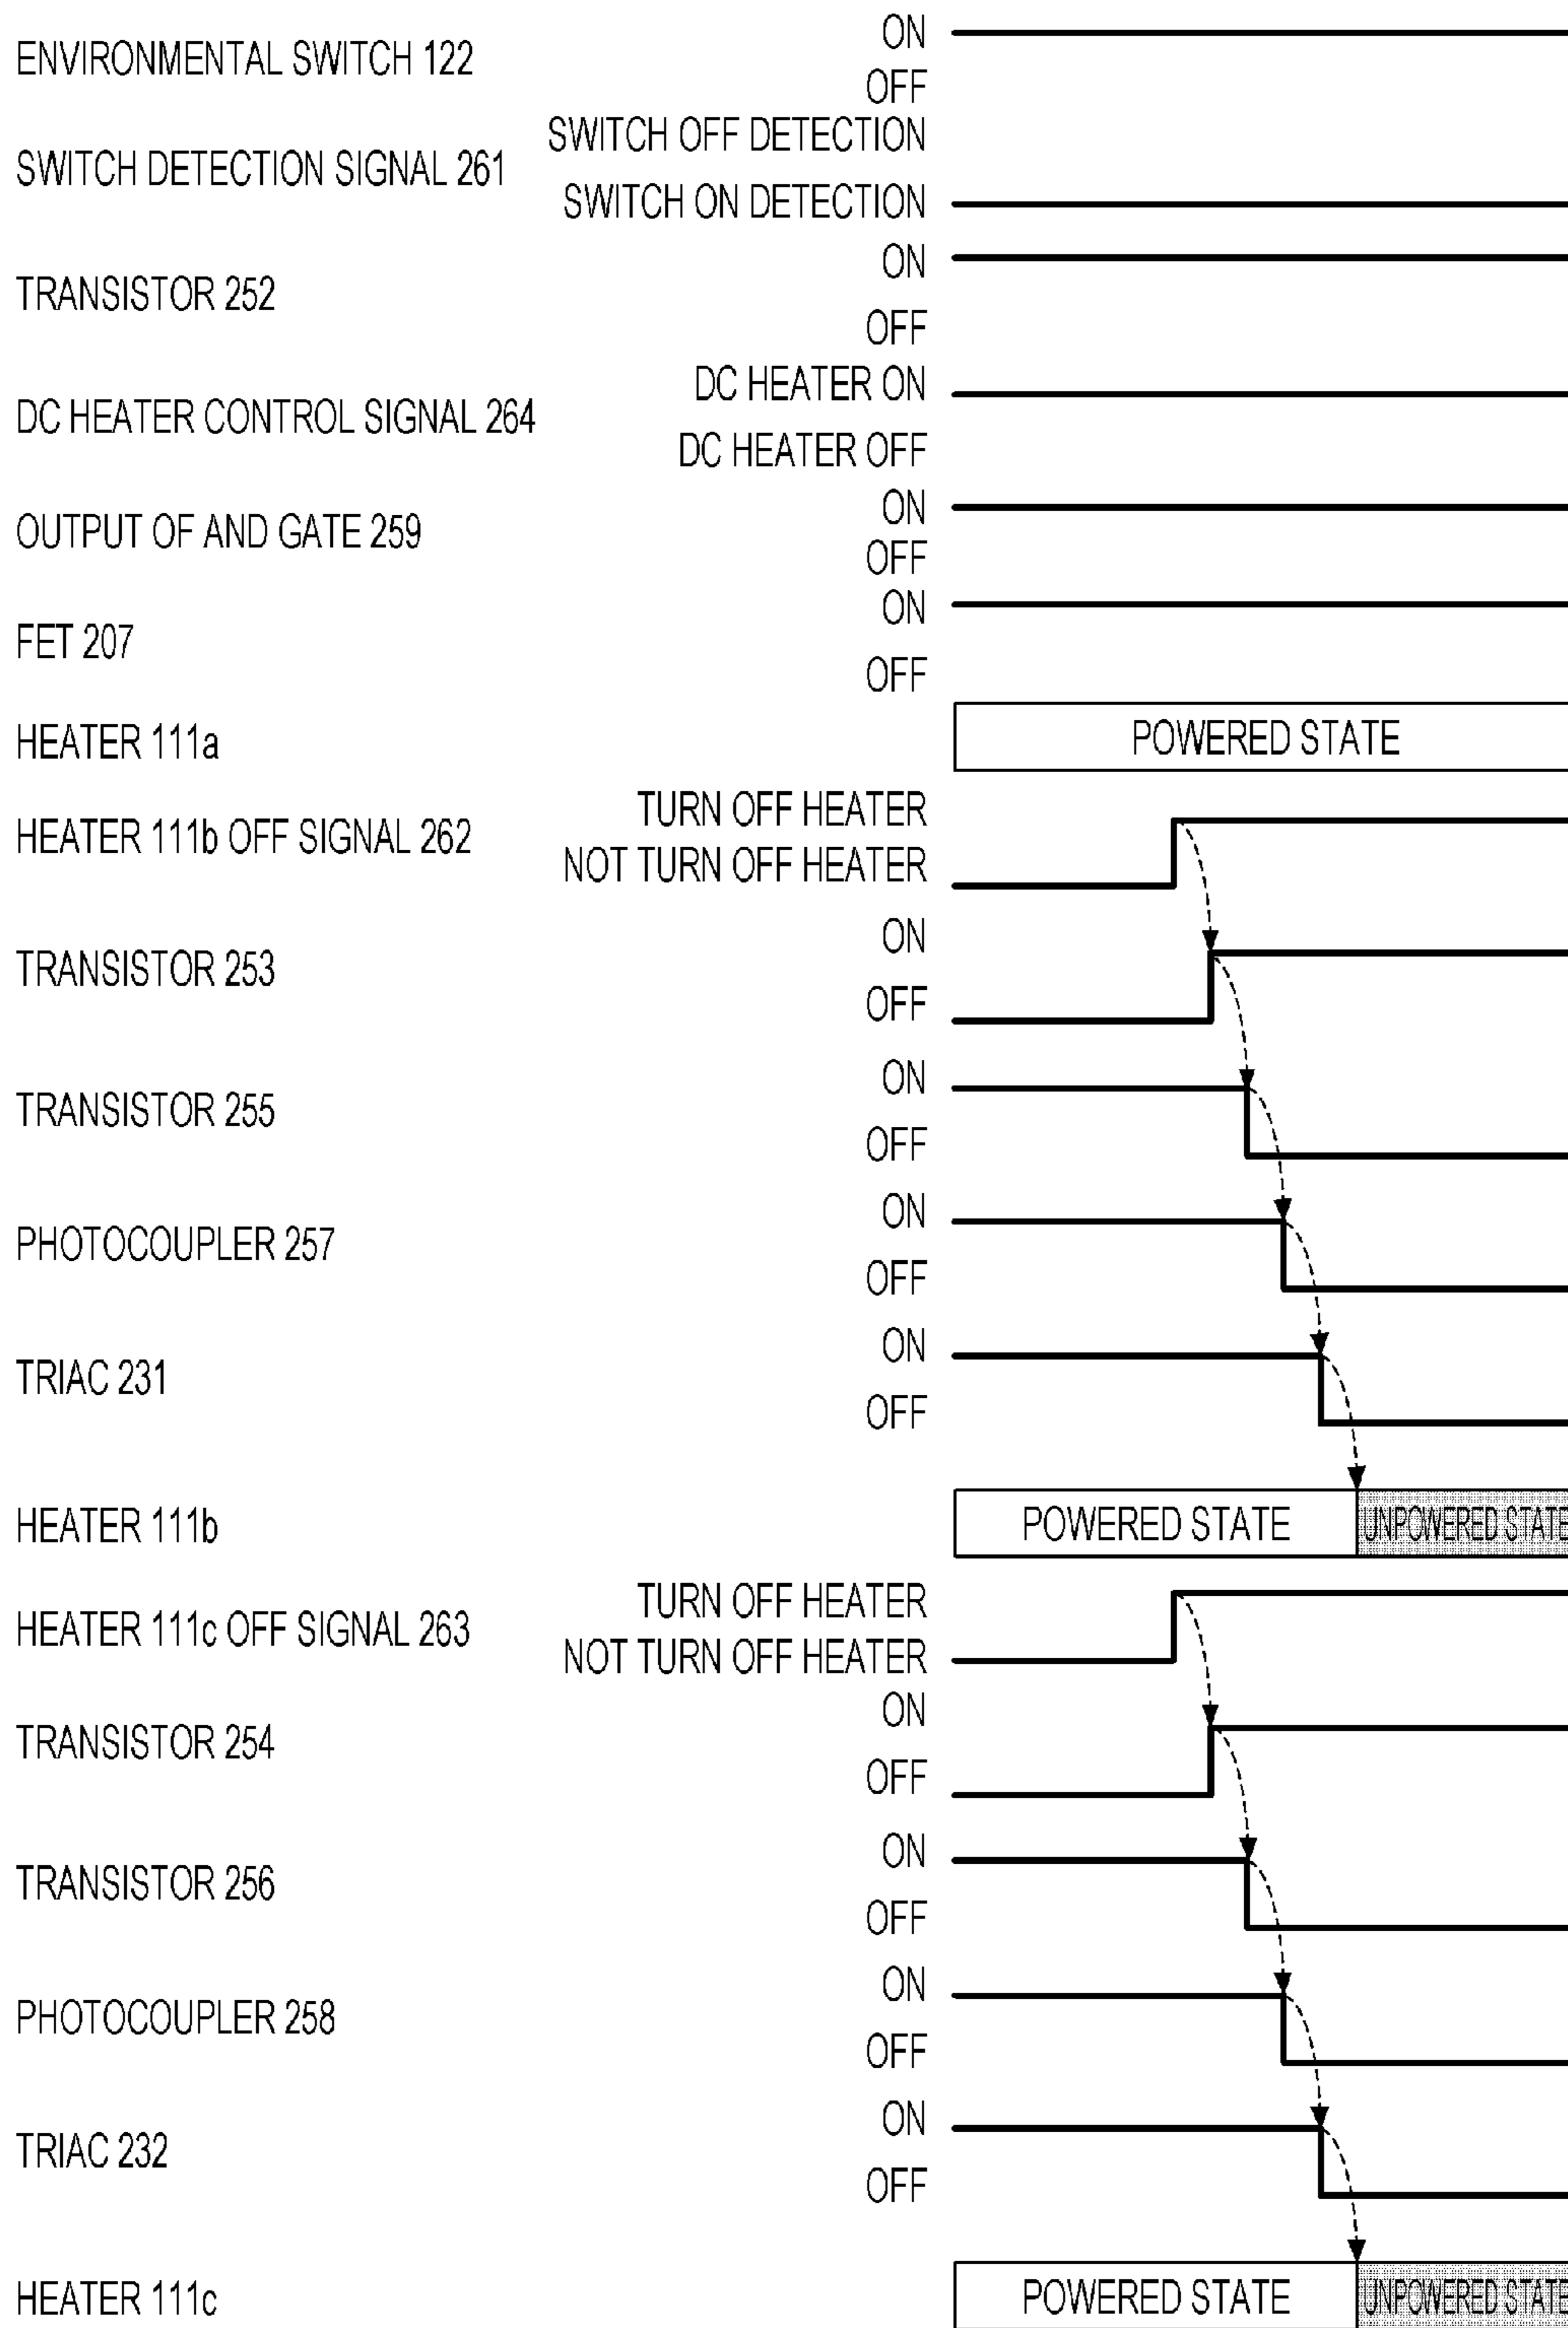 ENVIRONMENTAL SWITCH 122
ON
OFF
SWITCH DETECTION SIGNAL 261
SWITCH OFF DETECTION
SWITCH ON DETECTION
TRANSISTOR 252
ON
OFF
DC HEATER CONTROL SIGNAL 264
DC HEATER ON
DC HEATER OFF
OUTPUT OF AND GATE 259
ON
OFF
FET 207
ON
OFF
HEATER 111a
POWERED STATE
HEATER 111b OFF SIGNAL 262
TURN OFF HEATER
NOT TURN OFF HEATER
TRANSISTOR 253
ON
OFF
TRANSISTOR 255
ON
OFF
PHOTOCOUPLER 257
ON
OFF
TRIAC 231
ON
OFF
HEATER 111b
POWERED STATE
UNPOWERED STATE
HEATER 111c OFF SIGNAL 263
TURN OFF HEATER
NOT TURN OFF HEATER
TRANSISTOR 254
ON
OFF
TRANSISTOR 256
ON
OFF
PHOTOCOUPLER 258
ON
OFF
TRIAC 232
ON
OFF
HEATER 111c
POWERED STATE
UNPOWERED STATE